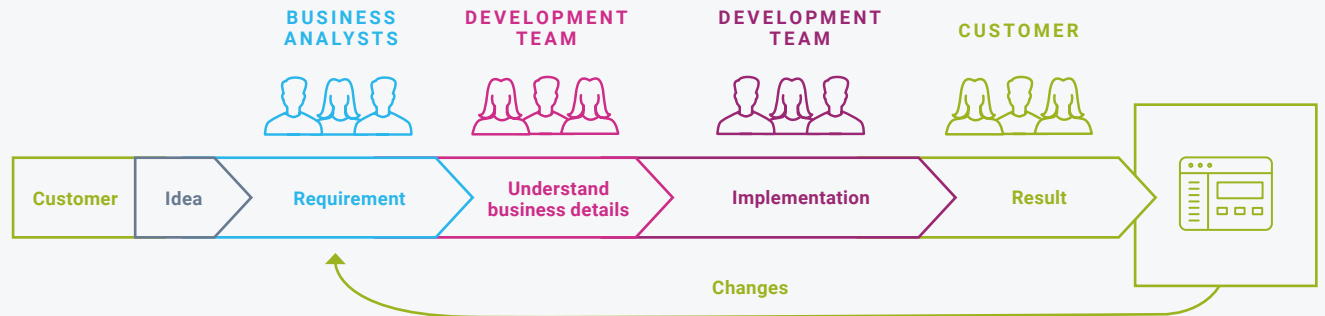 BUSINESS
ANALYSTS
DEVELOPMENT
TEAM
DEVELOPMENT
TEAM
CUSTOMER
Customer
Idea
Requirement
Understand
business details
Implementation
Result
Changes